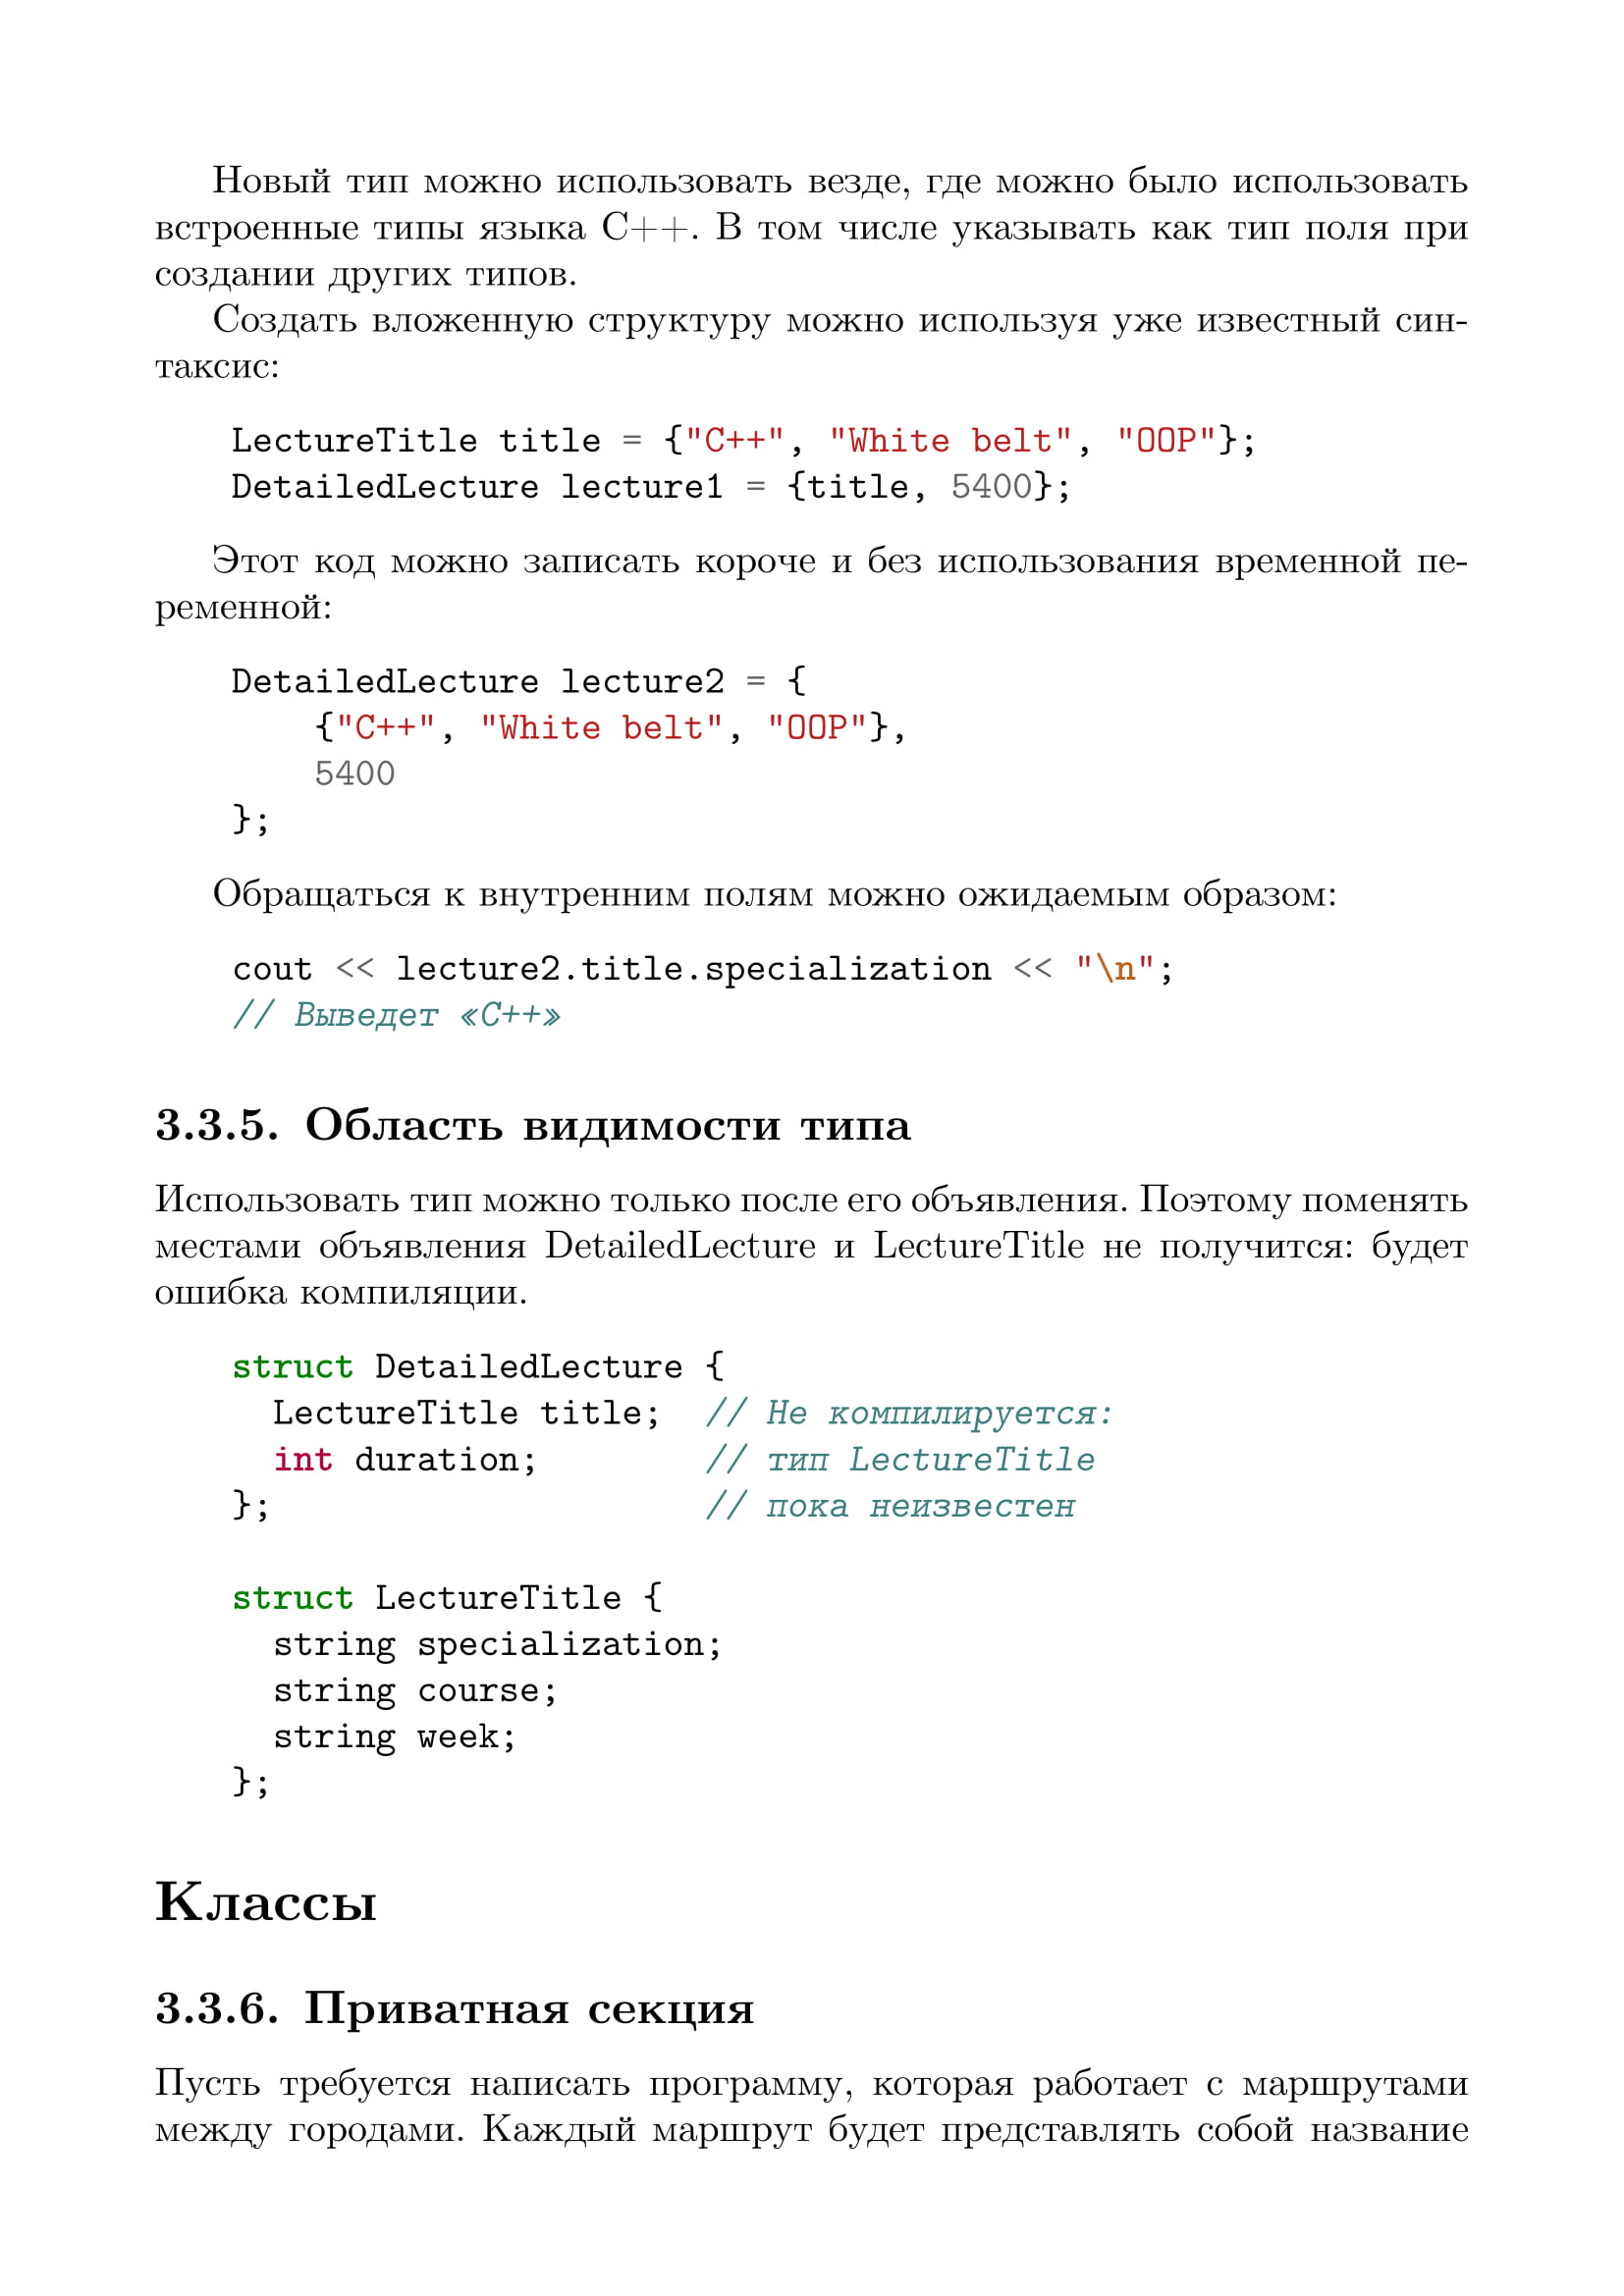 Новый тип можно использовать везде, где можно было использовать
встроенные типы языка C++. В том числе указывать как тип поля при
создании других типов.
Создать вложенную структуру можно используя уже известный син-
таксис:
LectureTitle title = {"C++", "White belt", "OOP"};
DetailedLecture lecture1 = {title, 5400};
Этот код можно записать короче и без использования временной пе-
ременной:
DetailedLecture lecture2 = {
    {"C++", "White belt", "OOP"},
    5400
};
Обращаться к внутренним полям можно ожидаемым образом:
cout << lecture2.title.specialization << "\n";
// Выведет «C++»
3.3.5. Область видимости типа
Использовать тип можно только после его объявления. Поэтому поменять
местами объявления DetailedLecture и LectureTitle не получится: будет
ошибка компиляции.
struct DetailedLecture {
  LectureTitle title;  // Не компилируется:
  int duration;        // тип LectureTitle
};                     // пока неизвестен
struct LectureTitle {
  string specialization;
  string course;
  string week;
};
Классы
3.3.6. Приватная секция
Пусть требуется написать программу, которая работает с маршрутами
между городами. Каждый маршрут будет представлять собой название